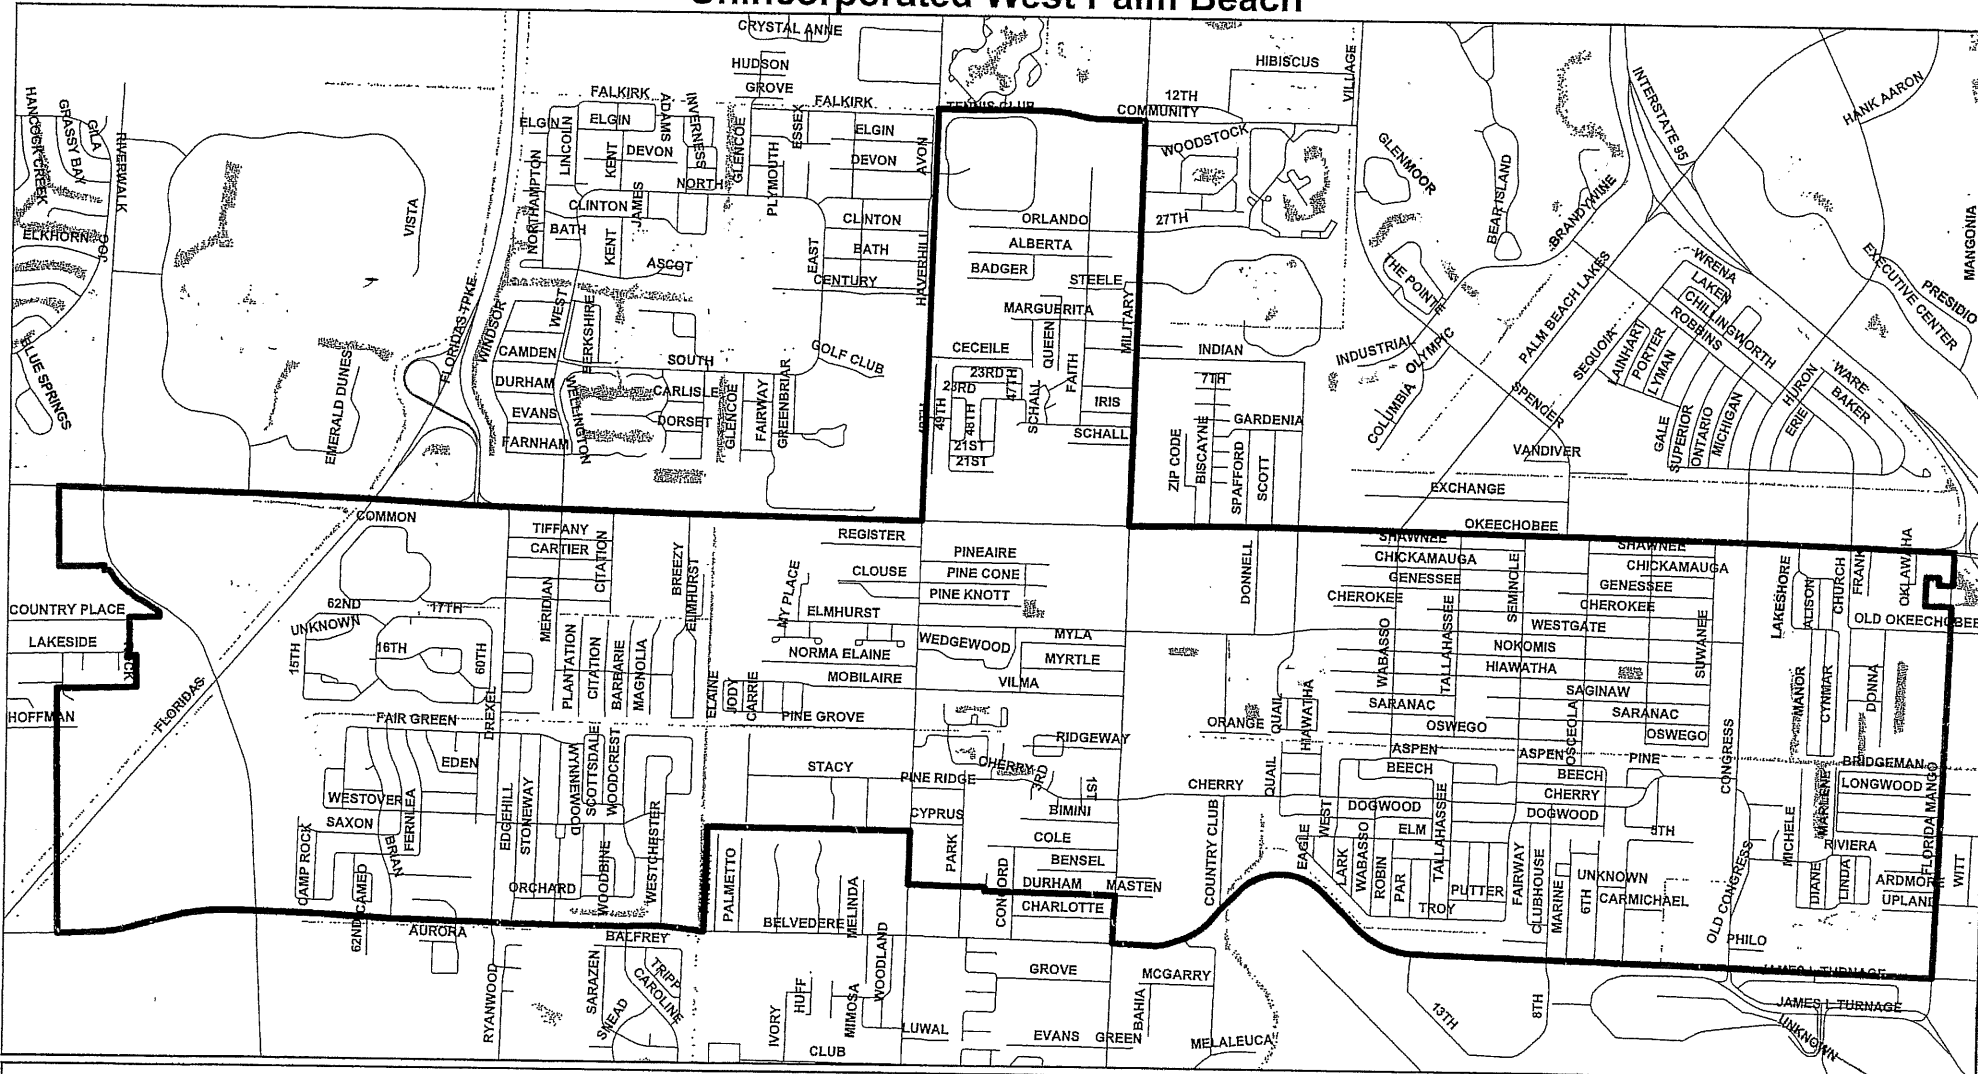 Unincorporated West Palm Beach
CRYSTAL ANNE
HUDSON
GROVE
HIBISCUS
VILLAGE
INTERSTATE 95
HANK AARON
MANGONIA
HANCOCK CREEK
GRASSY BAY
GILA
RIVERWALK
FALKIRK
ADAMS
INVERNESS
FALKIRK
TENNIS CLUB
12TH
COMMUNITY
ELGIN
LINCOLN
ELGIN
GLENCOE
ESSEX
ELGIN
WOODSTOCK
GLENMOOR
KENT
DEVON
PLYMOUTH
DEVON
AVON
BEAR ISLAND
NORTHAMPTON
NORTH
BRANDYWINE
VISTA
CLINTON
JAMES
CLINTON
ORLANDO
27TH
ELKHORN
JOG
BATH
KENT
BATH
ALBERTA
ASCOT
EAST
CENTURY
HAVERHILL
BADGER
STEELE
THE POINTE
WRENA
EXECUTIVE CENTER
PRESIDIO
LAKEN
CHILLINGWORTH
ROBBINS
PALM BEACH LAKES
FLORIDAS TPKE
WINDSOR
WEST
BERKSHIRE
MARGUERITA
MILITARY
SEQUOIA
LAINHART
PORTER
LYMAN
BLUE SPRINGS
CAMDEN
SOUTH
GOLF CLUB
CECEILE
QUEEN
FAITH
INDIAN
INDUSTRIAL
OLYMPIC
COLUMBIA
SPENCER
HURON
WARE
BAKER
ERIE
EMERALD DUNES
DURHAM
WELLINGTON
CARLISLE
GLENCOE
FAIRWAY
GREENBRIAR
23RD
23RD
47TH
SCHALL
7TH
EVANS
DORSET
49TH
48TH
IRIS
GARDENIA
FARNHAM
21ST
21ST
SCHALL
ZIP CODE
BISCAYNE
SPAFFORD
SCOTT
VANDIVER
GALE
SUPERIOR
ONTARIO
MICHIGAN
EXCHANGE
COMMON
TIFFANY
CARTIER
CITATION
REGISTER
OKEECHOBEE
BREEZY
ELMHURST
PINEAIRE
DONNELL
SHAWNEE
SHAWNEE
CLOUSE
PINE CONE
CHICKAMAUGA
CHICKAMAUGA
LAKESHORE
ALISON
CHURCH
FRANK
OKLAWAHA
MY PLACE
PINE KNOTT
GENESSEE
SEMINOLE
GENESSEE
COUNTRY PLACE
62ND
17TH
MERIDIAN
ELMHURST
CHEROKEE
CHEROKEE
OLD OKEECHOBEE
UNKNOWN
LAKESIDE
15TH
16TH
60TH
PLANTATION
CITATION
BARBARIE
MAGNOLIA
WEDGEWOOD
MYLA
WABASSO
TALLAHASSEE
WESTGATE
SUWANEE
NORMA ELAINE
MYRTLE
NOKOMIS
HIAWATHA
MOBILAIRE
VILMA
SAGINAW
MANOR
CYNMAR
DONNA
HOFFMAN
FLORIDAS
DREXEL
ELAINE
JODY
CARRIE
FAIR GREEN
PINE GROVE
ORANGE
QUAIL
HIAWATHA
SARANAC
SARANAC
OSWEGO
OSCEOLA
OSWEGO
CONGRESS
RIDGEWAY
ASPEN
ASPEN
PINE
BRIDGEMAN
EDEN
WYNNEWOOD
SCOTTSDALE
WOODCREST
STACY
PINE RIDGE
CHERRY
3RD
1ST
CHERRY
QUAIL
BEECH
BEECH
LONGWOOD
FLORIDA MANGO
WESTOVER
FERNLEA
EDGEHILL
STONEWAY
WESTCHESTER
CYPRUS
BIMINI
COUNTRY CLUB
WEST
DOGWOOD
CHERRY
DOGWOOD
MARLENE
SAXON
BRIAN
CAMP ROCK
PARK
COLE
EAGLE
ELM
TALLAHASSEE
5TH
MICHELE
RIVIERA
PALMETTO
BENSEL
LARK
WABASSO
ROBIN
PAR
FAIRWAY
CLUBHOUSE
MARINE
UNKNOWN
DIANE
LINDA
ARDMORE
WITT
CAMEO
ORCHARD
WOODBINE
MELINDA
CONCORD
DURHAM
MASTEN
PUTTER
6TH
CARMICHAEL
UPLAND
CHARLOTTE
TROY
OLD CONGRESS
62ND
AURORA
BELVEDERE
BALFREY
WOODLAND
PHILO
RYANWOOD
SARAZEN
TRIPP
CAROLINE
GROVE
MCGARRY
JAMES L TURNAGE
HUFF
MIMOSA
BAHIA
13TH
8TH
JAMES L TURNAGE
SNEAD
IVORY
LUWAL
EVANS
GREEN
MELALEUCA
UNKNOWN
CLUB